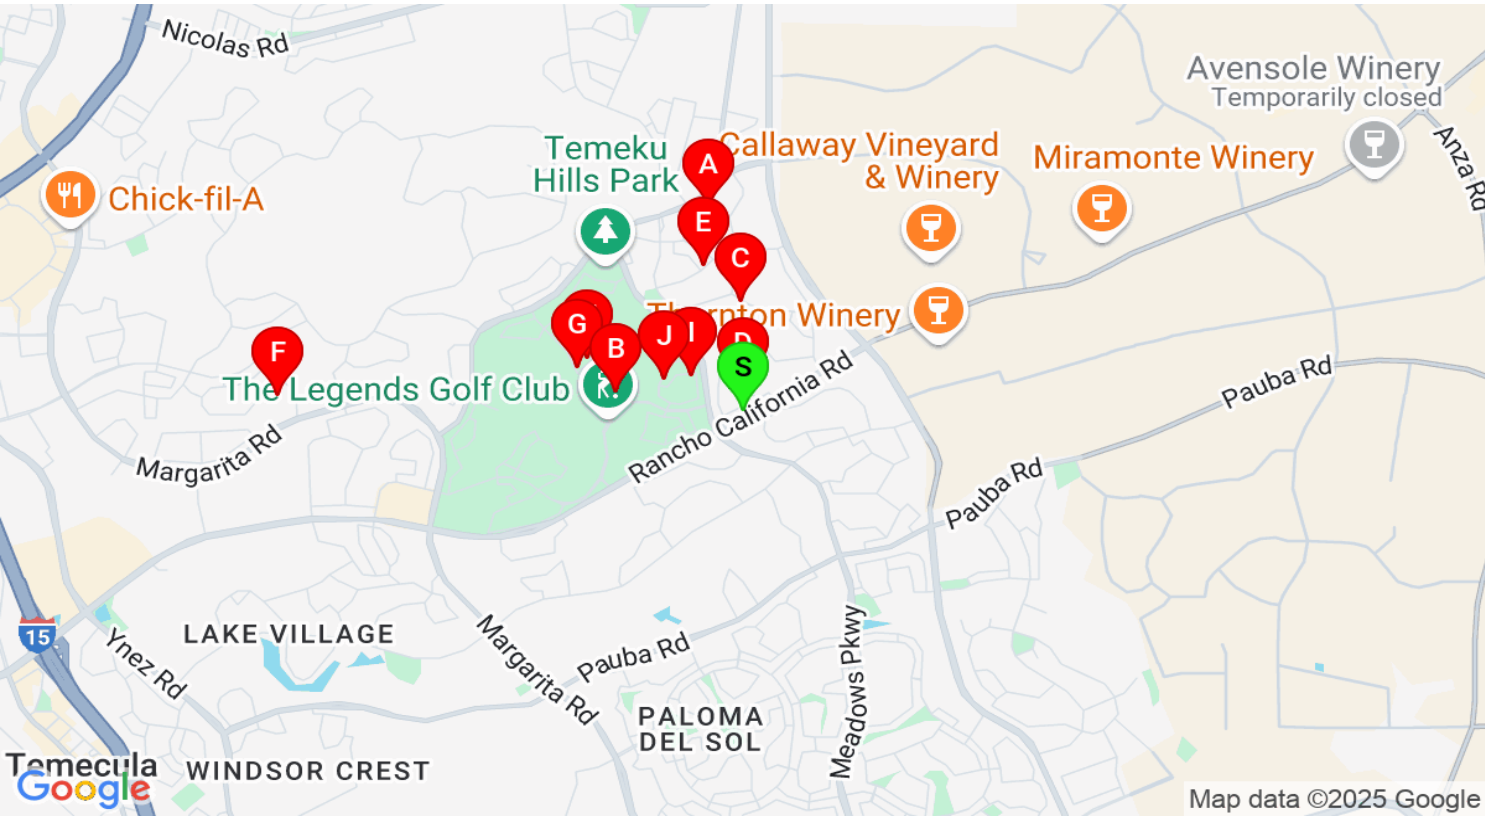 Nicolas Rd
Avensole Winery
Temporarily closed
Anza Rd
Temeku
Hills Park
A
Callaway Vineyard
& Winery
Miramonte Winery
Chick-fil-A
E
C
Thornton Winery
G
B
J
I
D
S
F
The Legends Golf Club
Rancho California Rd
Pauba Rd
Margarita Rd
Pauba Rd
15
Ynez Rd
LAKE VILLAGE
Margarita Rd
Pauba Rd
Meadows Pkwy
PALOMA
DEL SOL
Temecula
Google
WINDSOR CREST
Map data ©2025 Google